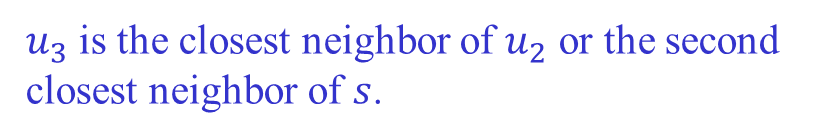 u₃ is the closest neighbor of u₂ or the second
closest neighbor of s.